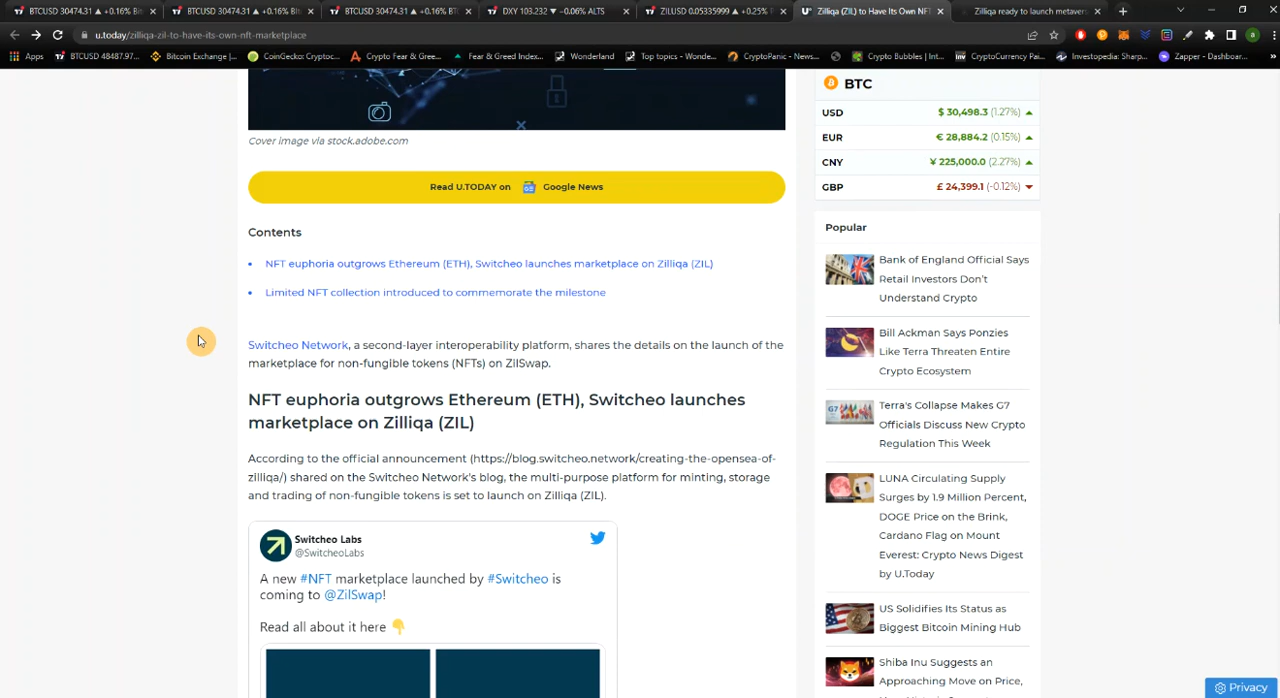 BTCUSD 30474.31 ▲ +0.16% Bit
BTCUSD 30474.31 ▲ +0.16% Bit
BTCUSD 30474.31 ▲ +0.16% BTC
DXY 103.232 ▼ −0.06% ALTS
ZILUSD 0.05335999 ▲ +0.25% P
Zilliqa (ZIL) to Have Its Own NFT
Zilliqa ready to launch metavers
u.today/zilliqa-zil-to-have-its-own-nft-marketplace
Apps
BTCUSD 48487.97...
Bitcoin Exchange |...
CoinGecko: Cryptoc...
Crypto Fear & Gree...
Fear & Greed Index...
Wonderland
Top topics - Wonde...
CryptoPanic - News...
Crypto Bubbles | Int...
CryptoCurrency Pai...
Investopedia: Sharp...
Zapper - Dashboar...
Cover image via stock.adobe.com
Read U.TODAY on Google News
Contents
• NFT euphoria outgrows Ethereum (ETH), Switcheo launches marketplace on Zilliqa (ZIL)
• Limited NFT collection introduced to commemorate the milestone
Switcheo Network, a second-layer interoperability platform, shares the details on the launch of the
marketplace for non-fungible tokens (NFTs) on ZilSwap.
NFT euphoria outgrows Ethereum (ETH), Switcheo launches
marketplace on Zilliqa (ZIL)
According to the official announcement (https://blog.switcheo.network/creating-the-opensea-of-
zilliqa/) shared on the Switcheo Network's blog, the multi-purpose platform for minting, storage
and trading of non-fungible tokens is set to launch on Zilliqa (ZIL).
Switcheo Labs
@SwitcheoLabs
A new #NFT marketplace launched by #Switcheo is
coming to @ZilSwap!
Read all about it here 👇
BTC
USD $ 30,498.3 (1.27%) ▲
EUR € 28,884.2 (0.15%) ▲
CNY ¥ 225,000.0 (2.27%) ▲
GBP £ 24,399.1 (-0.12%) ▼
Popular
Bank of England Official Says
Retail Investors Don't
Understand Crypto
Bill Ackman Says Ponzies
Like Terra Threaten Entire
Crypto Ecosystem
Terra's Collapse Makes G7
Officials Discuss New Crypto
Regulation This Week
LUNA Circulating Supply
Surges by 1.9 Million Percent,
DOGE Price on the Brink,
Cardano Flag on Mount
Everest: Crypto News Digest
by U.Today
US Solidifies Its Status as
Biggest Bitcoin Mining Hub
Shiba Inu Suggests an
Approaching Move on Price,
Privacy